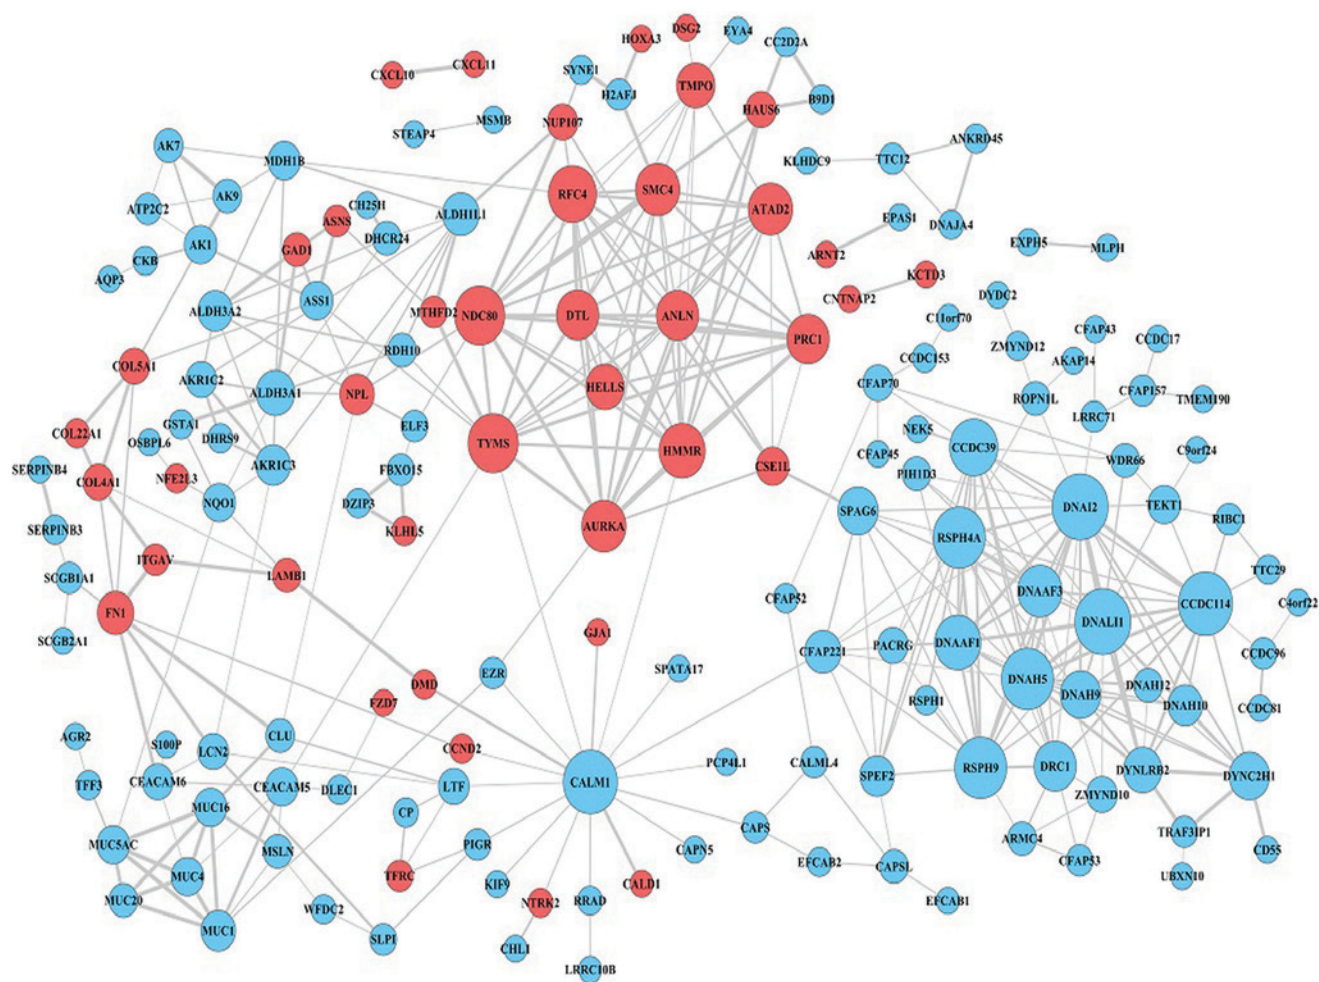 DSG2
EYA4
HOXA3
CC2D2A
CXCL11
CXCL10
SYNE1
TMPO
H2AFJ
B9D1
HAUS6
MSMB
NUP107
STEAP4
ANKRD45
AK7
MDH1B
KLHDC9
TTC12
RFC4
SMC4
AK9
CH25H
ATP2C2
ASNS
ALDH1L1
ATAD2
EPAS1
DNAJA4
DHCR24
AK1
GAD1
EXPH5
MLPH
ARNT2
CKB
AQP3
KCTD3
ASS1
CNTNAP2
DYDC2
ALDH3A2
MTHFD2
NDC80
DTL
ANLN
C11orf70
CFAP43
PRC1
CCDC17
RDH10
ZMYND12
CCDC153
AKAP14
COL5A1
AKR1C2
CFAP70
CFAP157
HELLS
ALDH3A1
NPL
ROPN1L
TMEM190
LRRC71
GSTA1
ELF3
COL22A1
NEK5
DHRS9
OSBPL6
TYMS
CCDC39
HMMR
CFAP45
C9orf24
WDR66
AKR1C3
FBXO15
CSE1L
SERPINB4
PIH1D3
NFE2L3
COL4A1
NQO1
DZIP3
TEKT1
DNAI2
SPAG6
RIBC1
AURKA
SERPINB3
KLHL5
RSPH4A
ITGAV
TTC29
SCGB1A1
LAMB1
DNAAF3
CFAP52
CCDC114
C4orf22
FN1
DNALI1
GJA1
SCGB2A1
DNAAF1
PACRG
CFAP221
CCDC96
EZR
SPATA17
DNAH5
DMD
DNAH12
DNAH9
FZD7
RSPH1
DNAH10
CCDC81
AGR2
CLU
S100P
LCN2
CCND2
CALML4
PCP4L1
RSPH9
DRC1
DYNLRB2
DYNC2H1
SPEF2
TFF3
CEACAM6
CEACAM5
DLEC1
LTF
CALM1
ZMYND10
MUC16
CP
CAPS
TRAF3IP1
ARMC4
MUC5AC
MSLN
PIGR
CAPN5
CD55
CFAP53
EFCAB2
CAPSL
MUC4
TFRC
KIF9
CALD1
UBXN10
MUC20
NTRK2
RRAD
EFCAB1
WFDC2
MUC1
SLPI
CHL1
LRRC10B